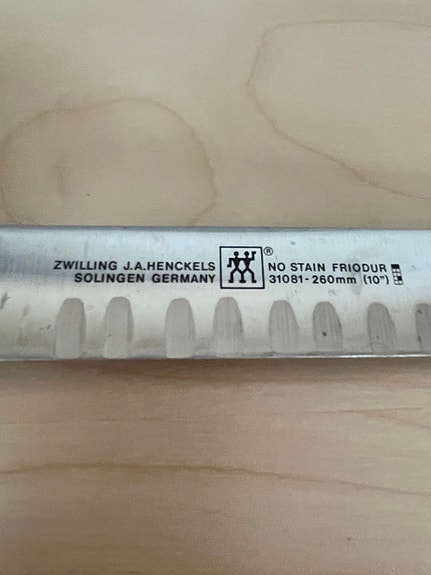 ZWILLING J.A.HENCKELS
SOLINGEN GERMANY
®
NO STAIN FRIODUR
31081-260mm (10")